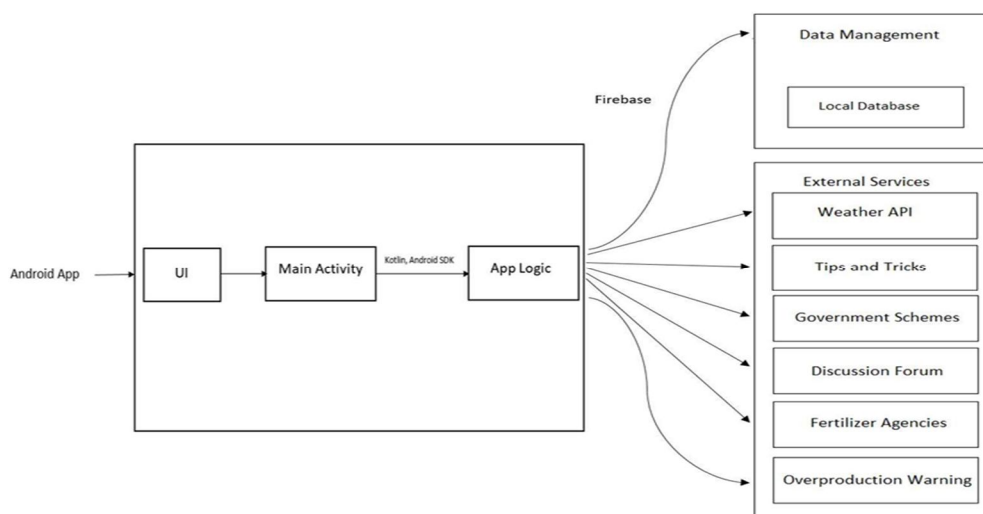 Data Management
Local Database
Firebase
External Services
Weather API
Tips and Tricks
Government Schemes
Discussion Forum
Fertilizer Agencies
Overproduction Warning
Android App
UI
Main Activity
Kotlin, Android SDK
App Logic